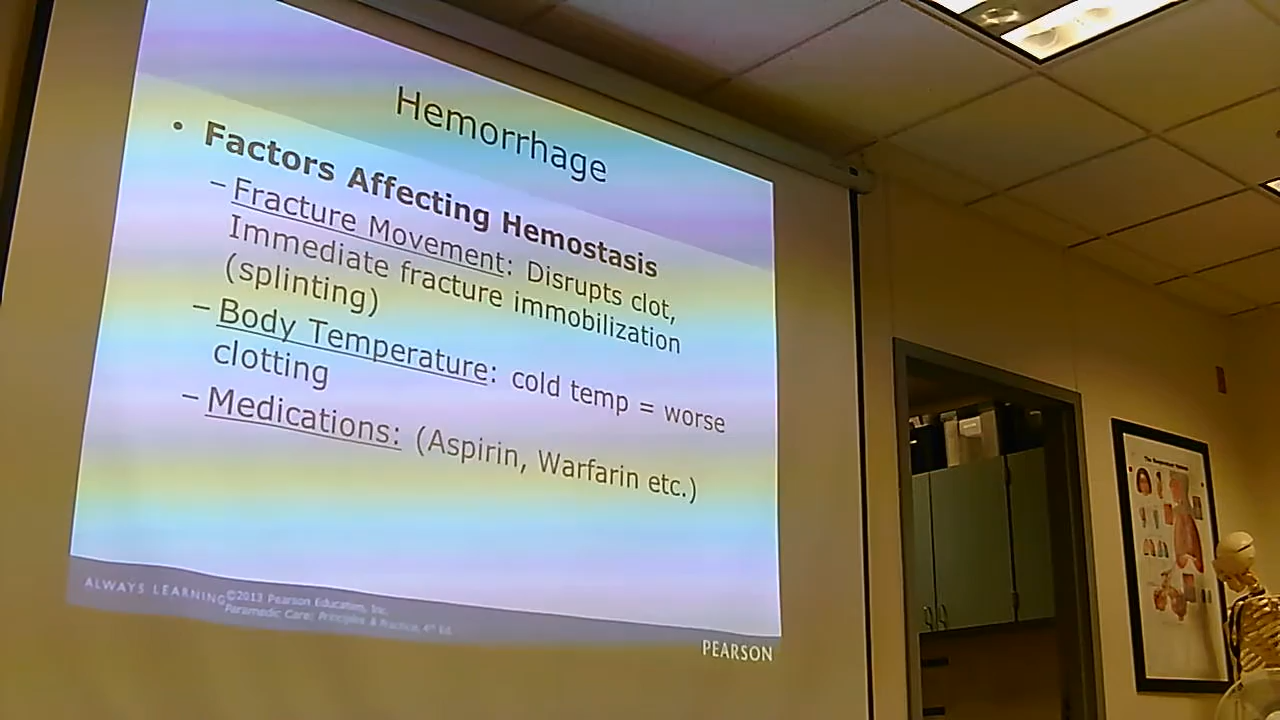 Hemorrhage
• Factors Affecting Hemostasis
– Fracture Movement: Disrupts clot,
Immediate fracture immobilization
(splinting)
– Body Temperature: cold temp = worse
clotting
– Medications: (Aspirin, Warfarin etc.)
ALWAYS LEARNING
©2013 Pearson Education, Inc.
Paramedic Care: Principles & Practice, 4th Ed.
PEARSON